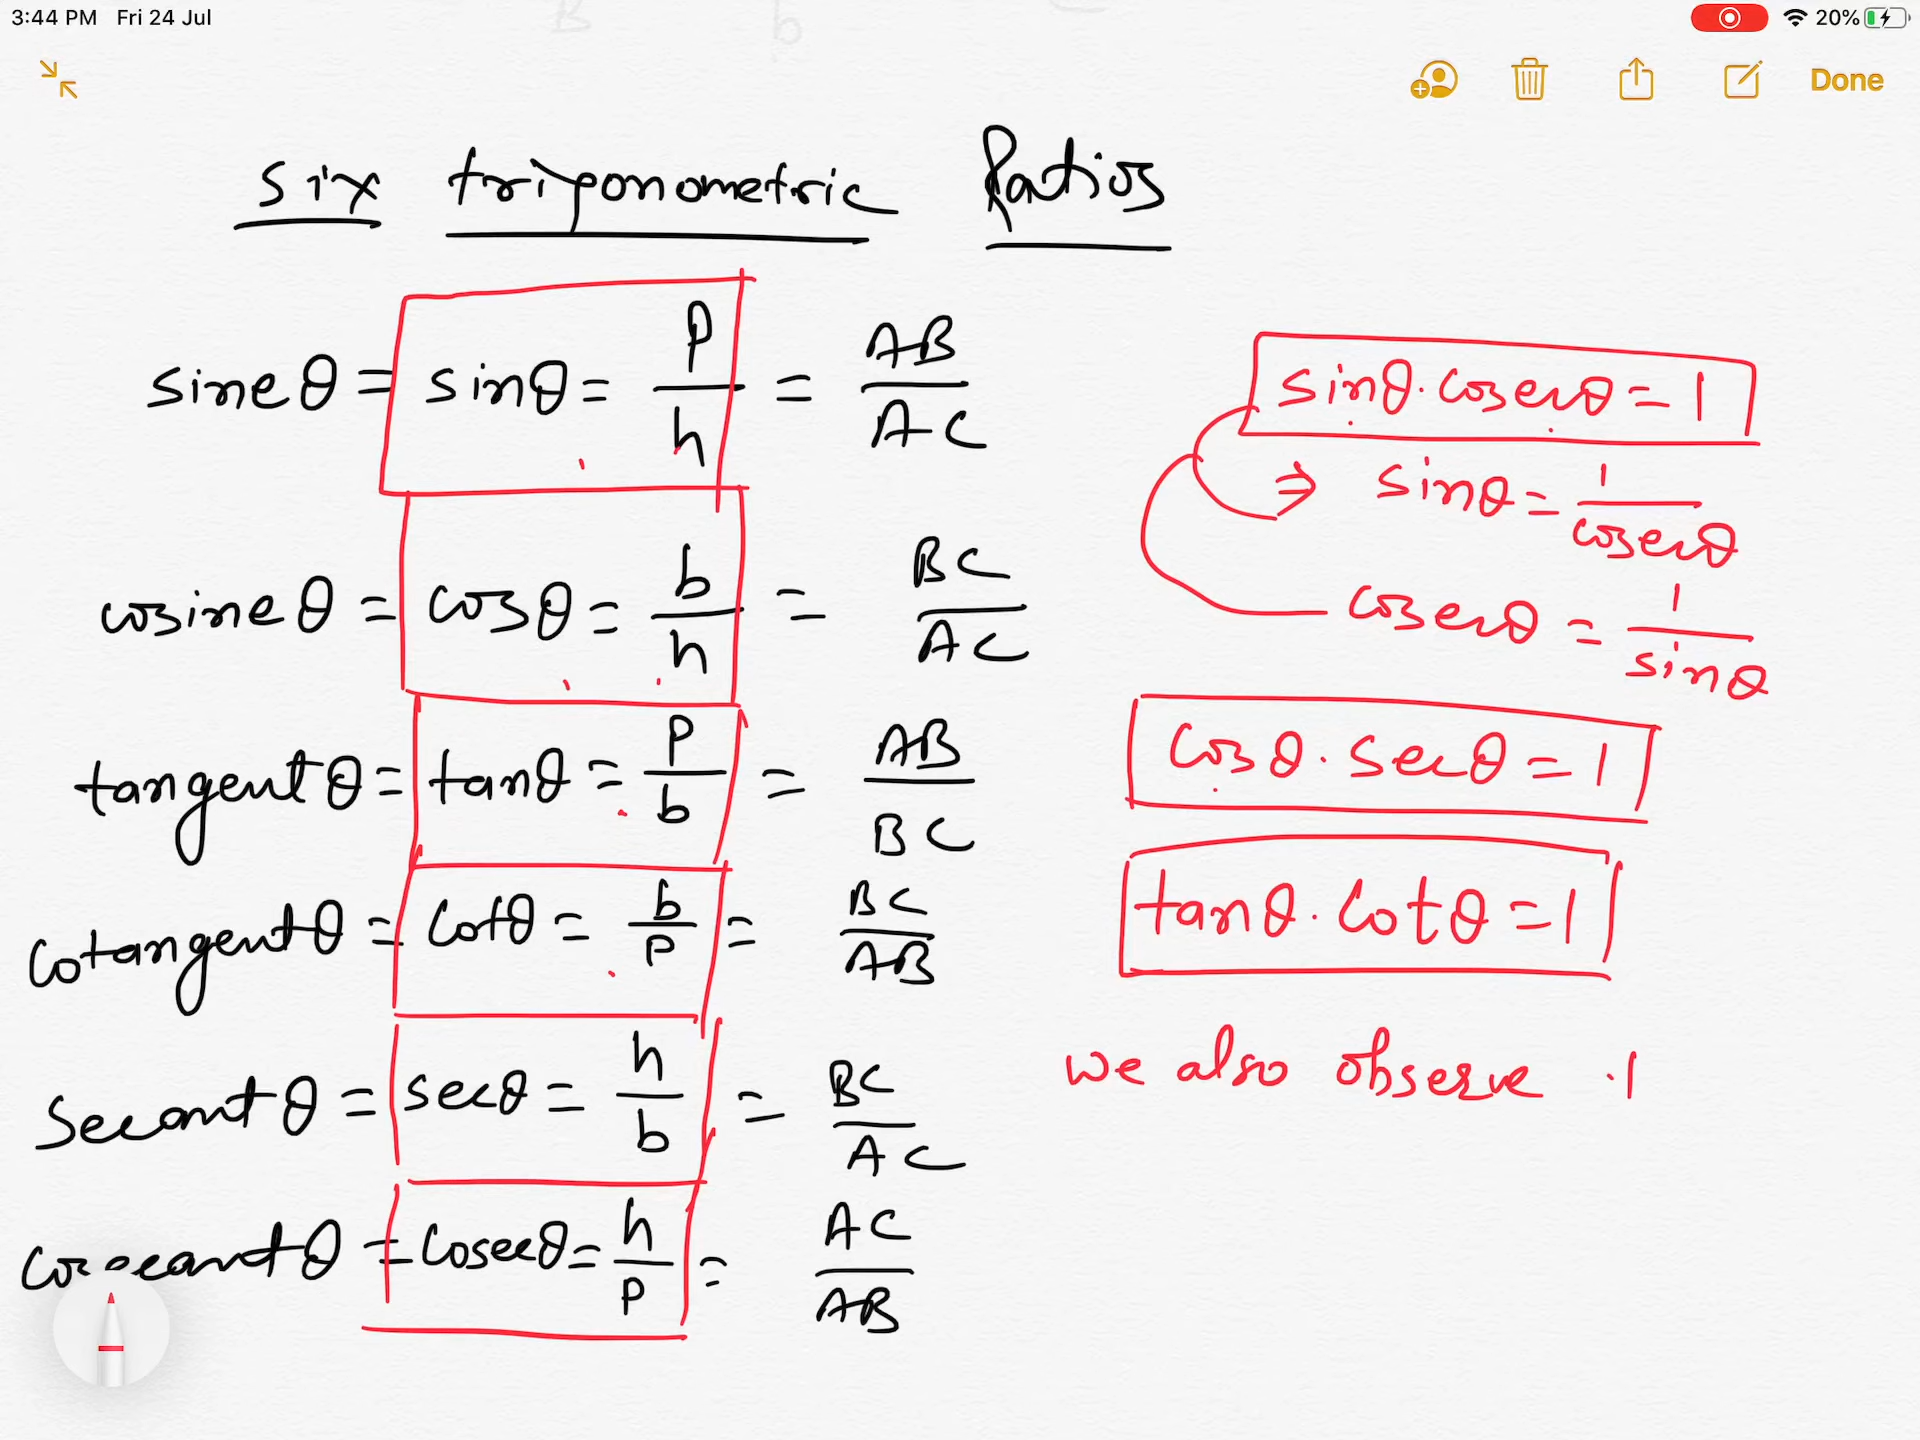 3:44 PM Fri 24 Jul 20%
Done
six trigonometric Ratios
sine θ = sinθ = p/h = AB/AC
cosine θ = cosθ = b/h = BC/AC
tangent θ = tanθ = p/b = AB/BC
cotangent θ = cotθ = b/p = BC/AB
secant θ = secθ = h/b = BC/AC
cosecant θ = cosecθ = h/p = AC/AB
sinθ . cosecθ = 1
⇒ sinθ = 1/cosecθ
cosecθ = 1/sinθ
cosθ . secθ = 1
tanθ . cotθ = 1
we also observe